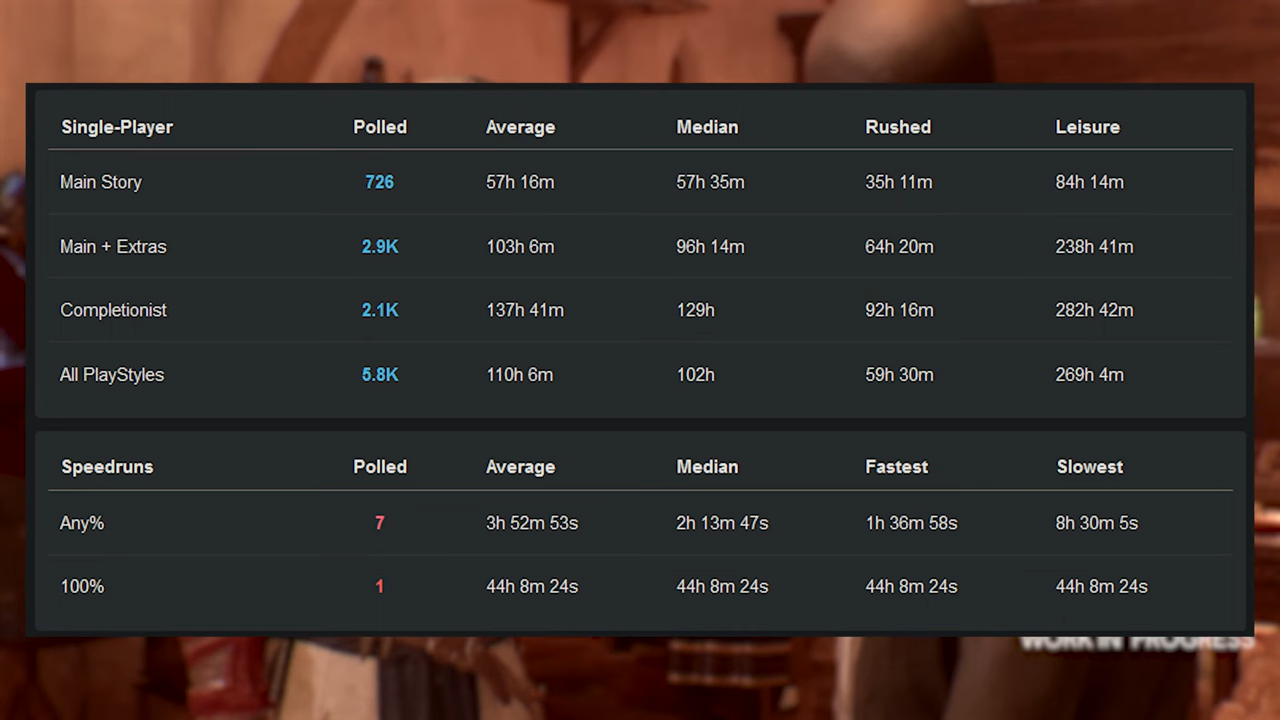 Single-Player Polled Average Median Rushed Leisure
Main Story 726 57h 16m 57h 35m 35h 11m 84h 14m
Main + Extras 2.9K 103h 6m 96h 14m 64h 20m 238h 41m
Completionist 2.1K 137h 41m 129h 92h 16m 282h 42m
All PlayStyles 5.8K 110h 6m 102h 59h 30m 269h 4m
Speedruns Polled Average Median Fastest Slowest
Any% 7 3h 52m 53s 2h 13m 47s 1h 36m 58s 8h 30m 5s
100% 1 44h 8m 24s 44h 8m 24s 44h 8m 24s 44h 8m 24s
WORK IN PROGRESS